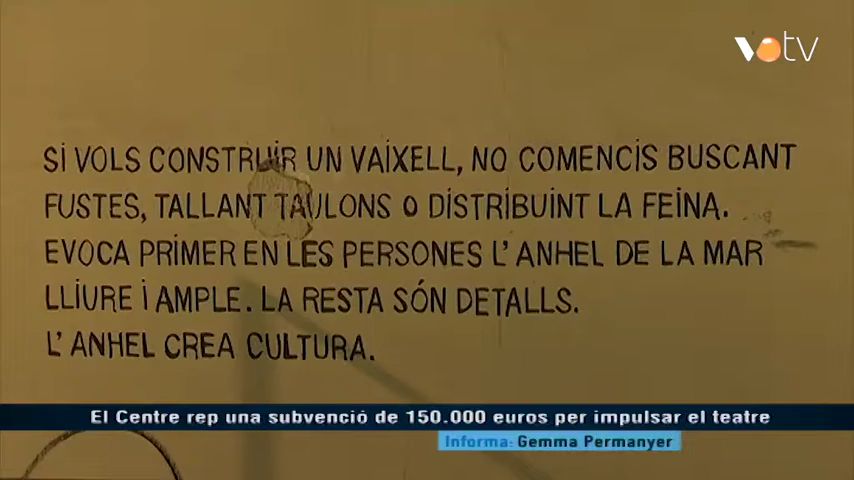 votv
SI VOLS CONSTRUIR UN VAIXELL, NO COMENCIS BUSCANT
FUSTES, TALLANT TAULONS O DISTRIBUINT LA FEINA.
EVOCA PRIMER EN LES PERSONES L'ANHEL DE LA MAR
LLIURE I AMPLE. LA RESTA SÓN DETALLS.
L'ANHEL CREA CULTURA.
El Centre rep una subvenció de 150.000 euros per impulsar el teatre
Informa: Gemma Permanyer